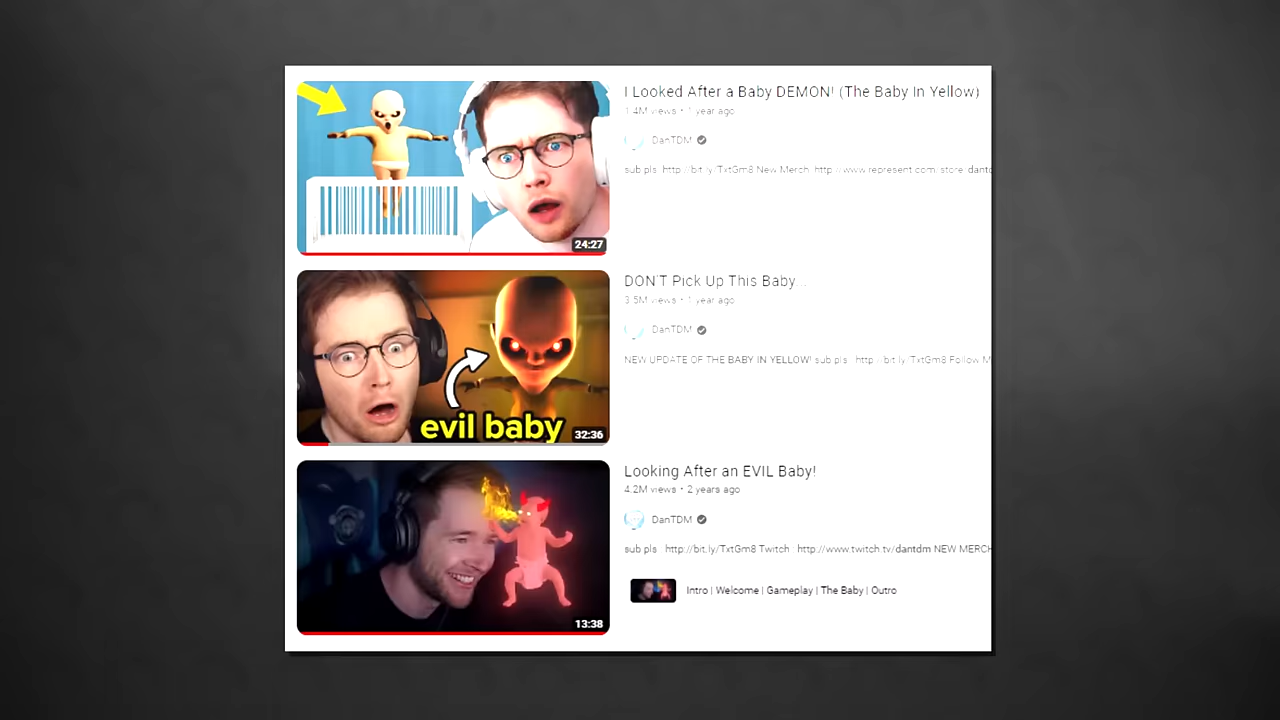 I Looked After a Baby DEMON! (The Baby In Yellow)
1.4M views • 1 year ago
DanTDM
sub pls http://bit.ly/TxtGm8 New Merch http://www.represent.com/store/dantd
24:27
DON'T Pick Up This Baby...
3.5M views • 1 year ago
DanTDM
NEW UPDATE OF THE BABY IN YELLOW! sub pls http://bit.ly/TxtGm8 Follow M
evil baby
32:36
Looking After an EVIL Baby!
4.2M views • 2 years ago
DanTDM
sub pls http://bit.ly/TxtGm8 Twitch http://www.twitch.tv/dantdm NEW MERCH
Intro | Welcome | Gameplay | The Baby | Outro
13:38